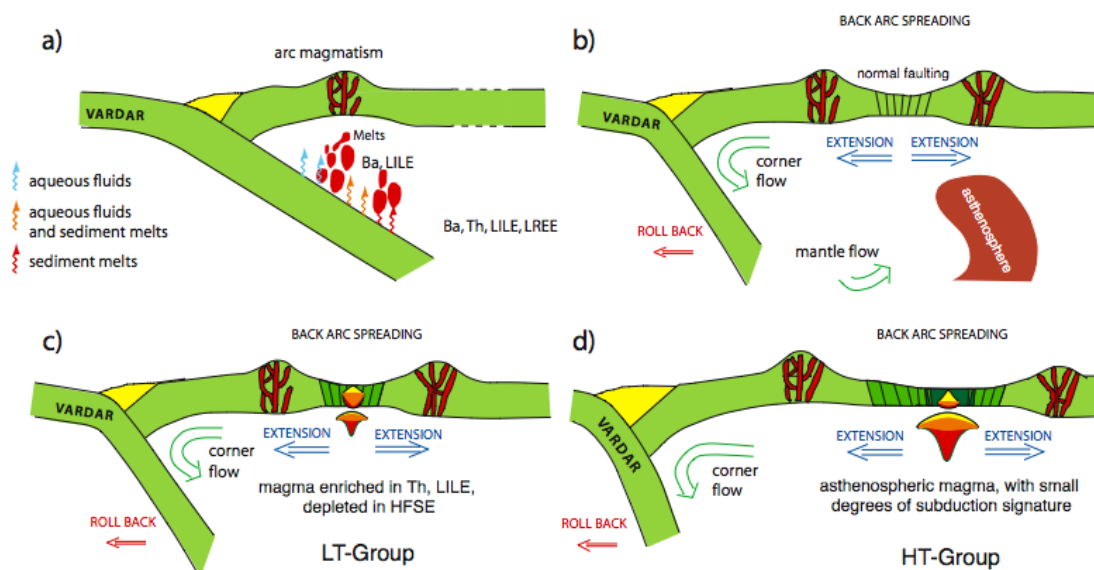 a)
arc magmatism
VARDAR
Melts
Ba, LILE
aqueous fluids
aqueous fluids
and sediment melts
sediment melts
Ba, Th, LILE, LREE
BACK ARC SPREADING
b)
normal faulting
VARDAR
EXTENSION EXTENSION
corner
flow
ROLL BACK
mantle flow
asthenosphere
c)
BACK ARC SPREADING
VARDAR
EXTENSION EXTENSION
corner
flow
magma enriched in Th, LILE,
depleted in HFSE
ROLL BACK
LT-Group
d)
BACK ARC SPREADING
VARDAR
EXTENSION EXTENSION
corner
flow
asthenospheric magma, with small
degrees of subduction signature
ROLL BACK
HT-Group